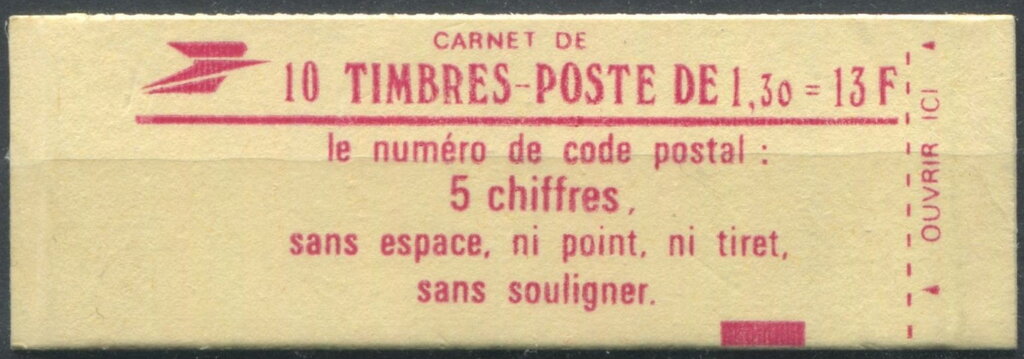 CARNET DE
10 TIMBRES-POSTE DE 1,30 = 13 F
le numéro de code postal :
5 chiffres,
sans espace, ni point, ni tiret,
sans souligner.
OUVRIR ICI